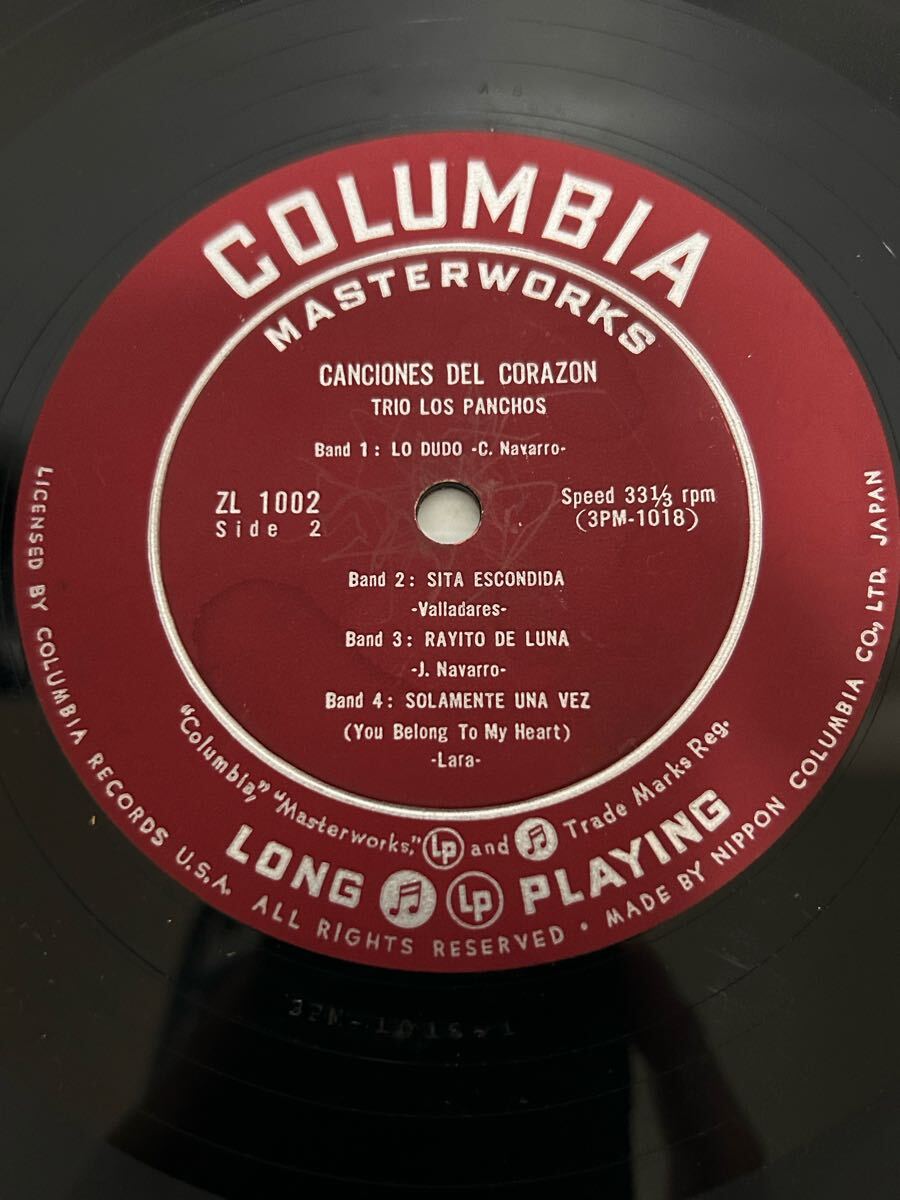 COLUMBIA
MASTERWORKS
CANCIONES DEL CORAZON
TRIO LOS PANCHOS
Band 1: LO DUDO -C. Navarro-
ZL 1002
Side 2
Speed 33⅓ rpm
(3PM-1018)
Band 2: SITA ESCONDIDA
-Valladares-
Band 3: RAYITO DE LUNA
-J. Navarro-
Band 4: SOLAMENTE UNA VEZ
(You Belong To My Heart)
-Lara-
"Columbia," "Masterworks," LP and Trade Marks Reg.
LONG LP PLAYING
LICENSED BY COLUMBIA RECORDS U.S.A. ALL RIGHTS RESERVED • MADE BY NIPPON COLUMBIA CO., LTD. JAPAN